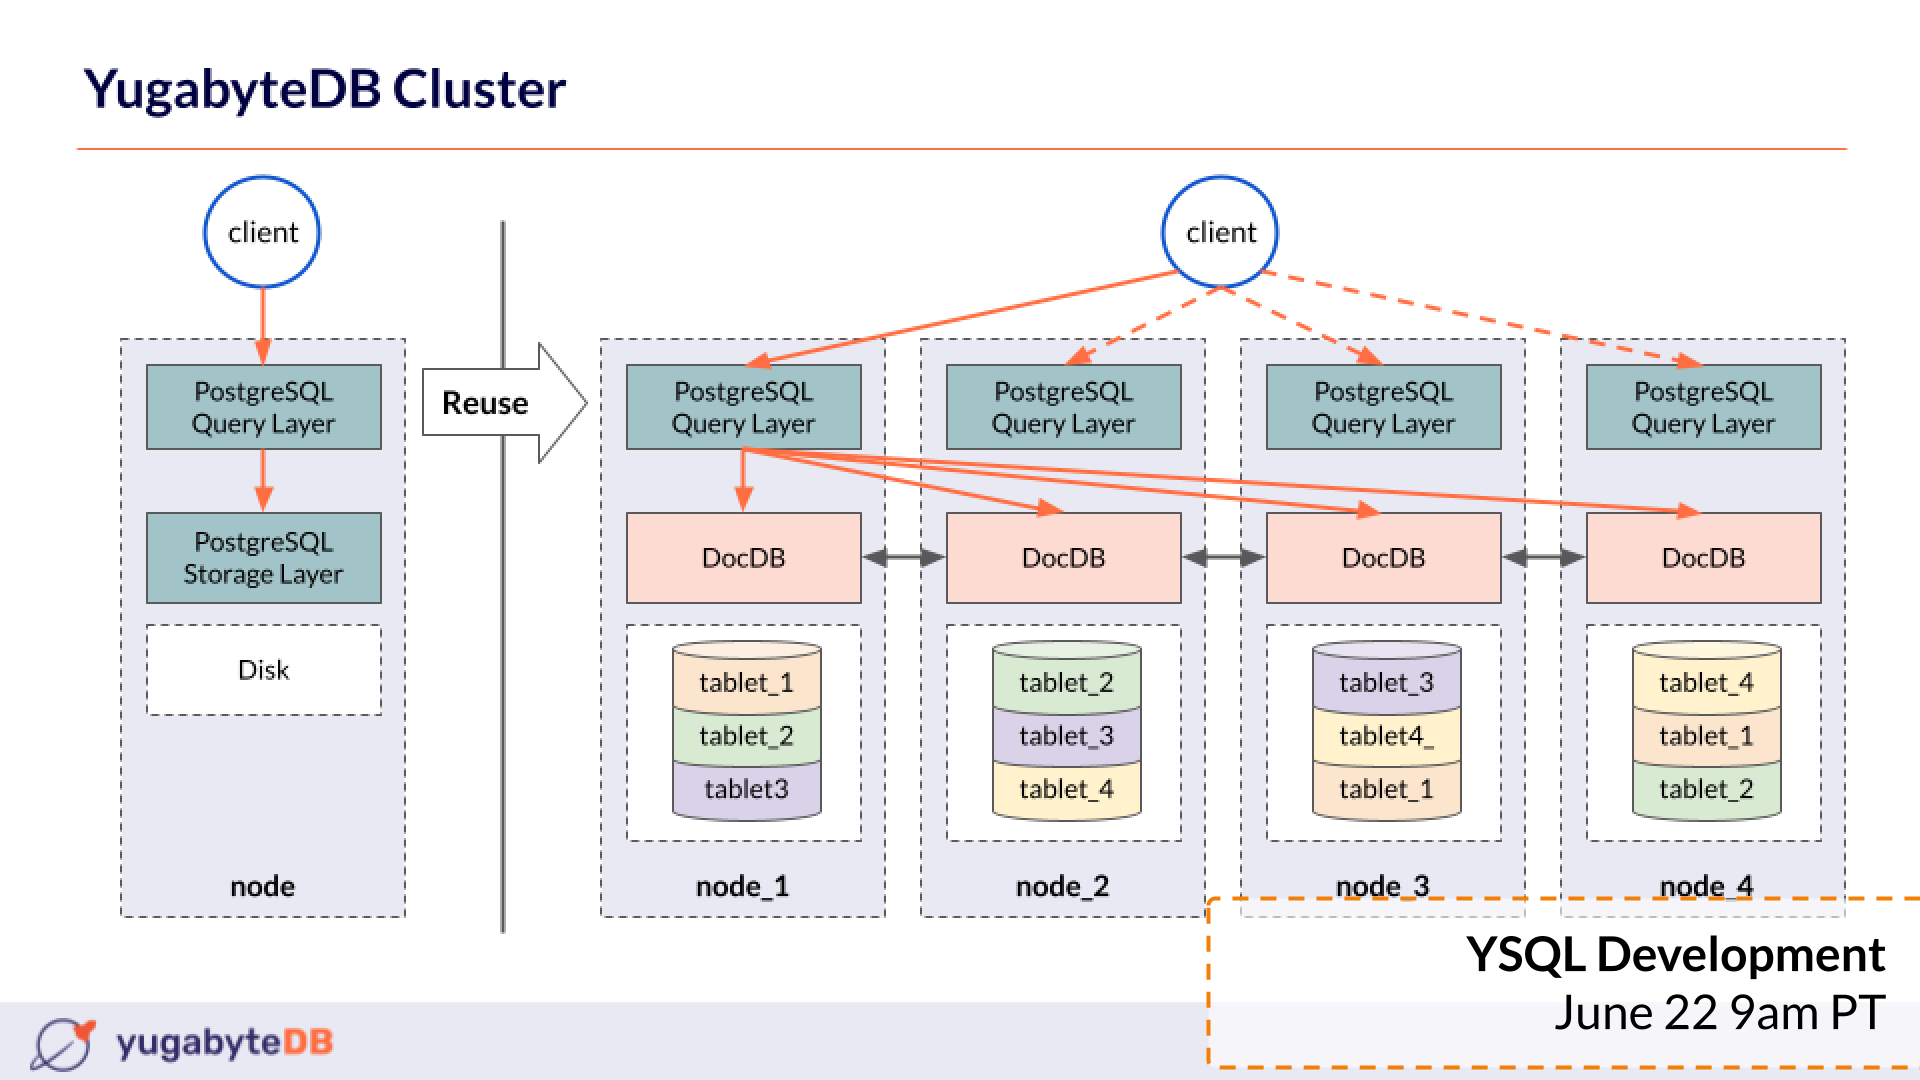 YugabyteDB Cluster
client
PostgreSQL
Query Layer
PostgreSQL
Storage Layer
Disk
node
Reuse
client
PostgreSQL
Query Layer
DocDB
tablet_1
tablet_2
tablet3
node_1
PostgreSQL
Query Layer
DocDB
tablet_2
tablet_3
tablet_4
node_2
PostgreSQL
Query Layer
DocDB
tablet_3
tablet4_
tablet_1
node_3
PostgreSQL
Query Layer
DocDB
tablet_4
tablet_1
tablet_2
node_4
YSQL Development
June 22 9am PT
yugabyteDB